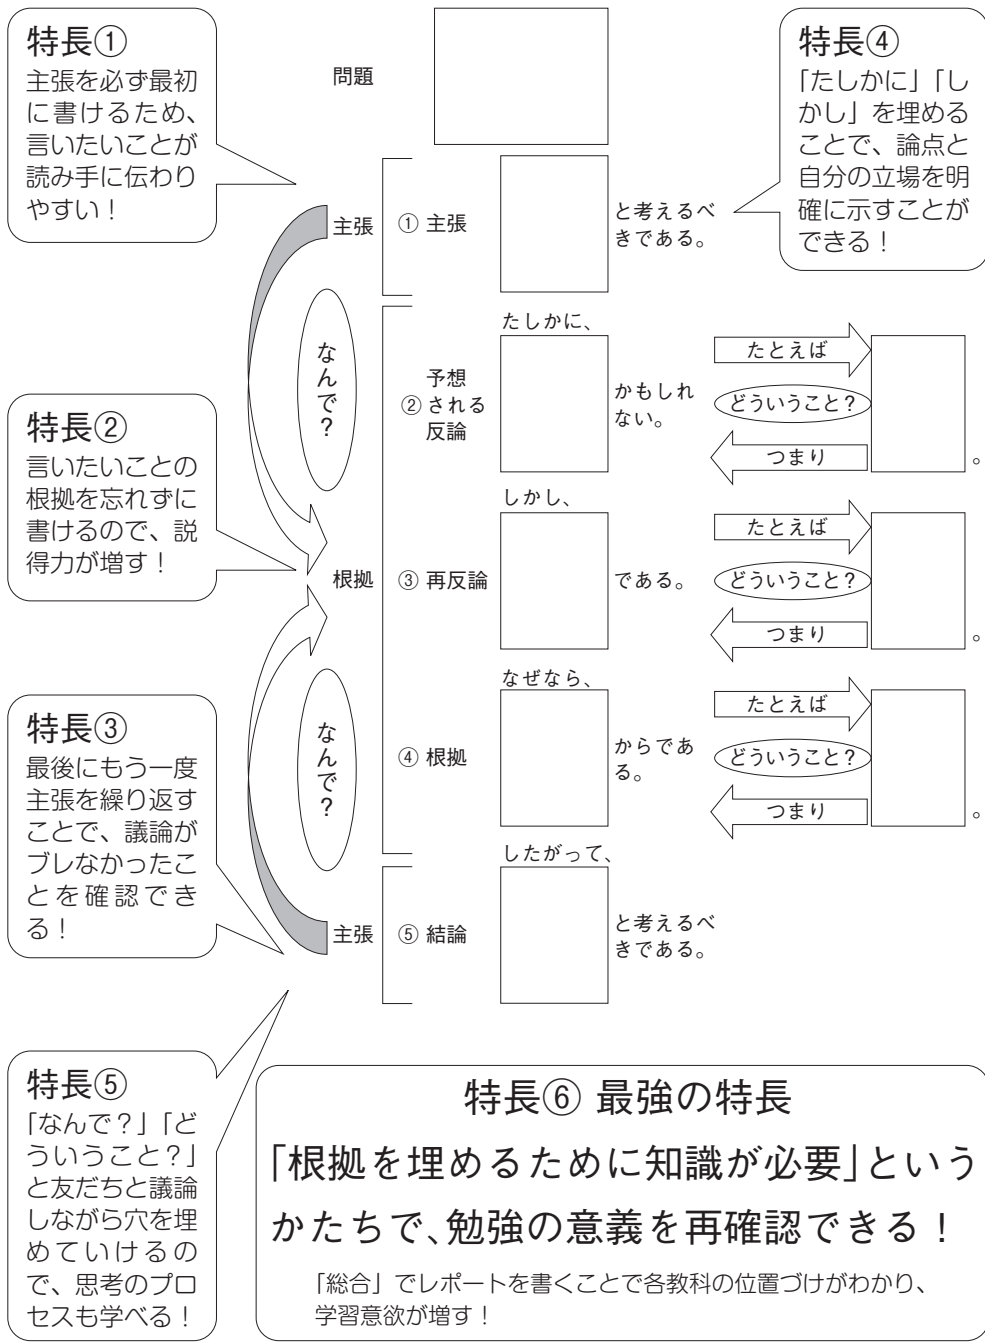 特長①
主張を必ず最初
に書けるため、
言いたいことが
読み手に伝わり
やすい！
問題
特長④
「たしかに」「し
かし」を埋める
ことで、論点と
自分の立場を明
確に示すことが
できる！
主張
① 主張
と考えるべ
きである。
なんで？
特長②
言いたいことの
根拠を忘れずに
書けるので、説
得力が増す！
たしかに、
予想
② される
反論
かもしれ
ない。
たとえば
どういうこと？
つまり
。
しかし、
根拠
③ 再反論
である。
たとえば
どういうこと？
つまり
。
なんで？
なぜなら、
④ 根拠
からであ
る。
たとえば
どういうこと？
つまり
。
特長③
最後にもう一度
主張を繰り返す
ことで、議論が
ブレなかったこ
とを確認でき
る！
したがって、
主張
⑤ 結論
と考えるべ
きである。
特長⑤
「なんで？」「ど
ういうこと？」
と友だちと議論
しながら穴を埋
めていけるの
で、思考のプロ
セスも学べる！
特長⑥ 最強の特長
「根拠を埋めるために知識が必要」という
かたちで、勉強の意義を再確認できる！
「総合」でレポートを書くことで各教科の位置づけがわかり、
学習意欲が増す！